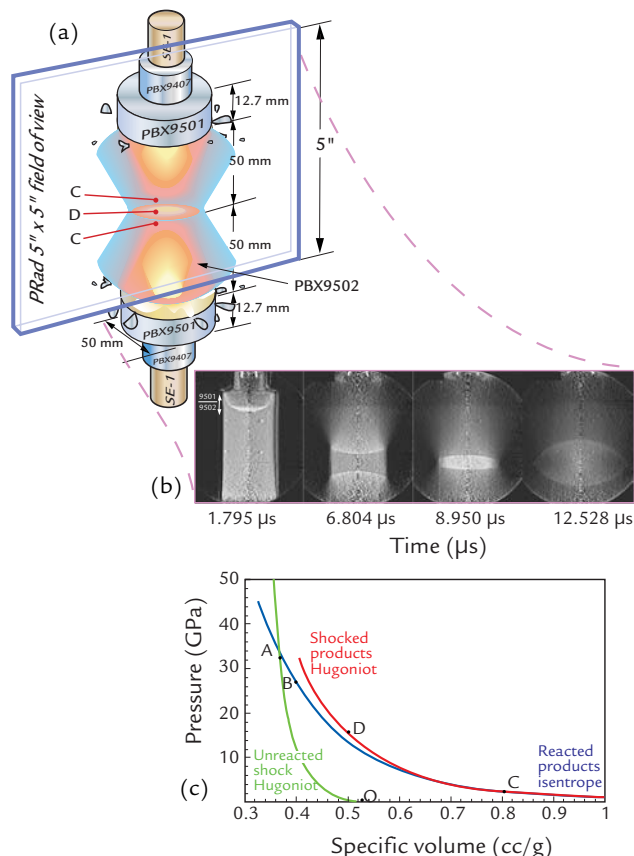 (a)
SE-1
PBX9407
PBX9501
12.7 mm
5"
50 mm
PRad 5" x 5" field of view
C
D
C
50 mm
PBX9502
12.7 mm
PBX9501
50 mm
PBX9407
SE-1
(b)
9501
9502
1.795 µs
6.804 µs
8.950 µs
12.528 µs
Time (µs)
(c)
Pressure (GPa)
50
40
30
20
10
A
B
Shocked
products
Hugoniot
D
Unreacted
shock
Hugoniot
O
C
Reacted
products
isentrope
0.3
0.4
0.5
0.6
0.7
0.8
0.9
1
Specific volume (cc/g)